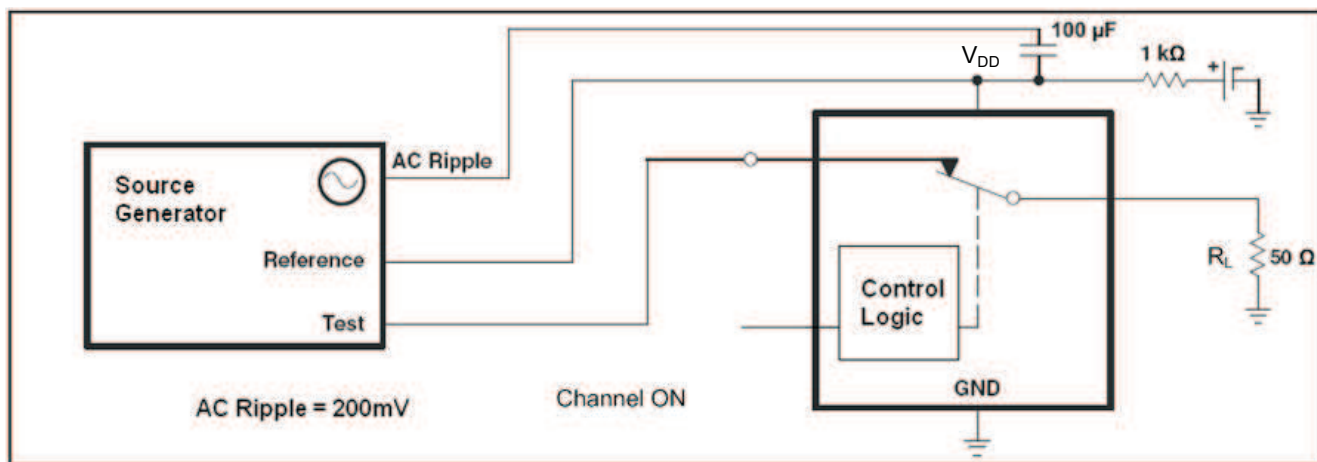 100 µF
V_DD
1 kΩ
+
AC Ripple
Source
Generator
Reference
Test
Control
Logic
R_L 50 Ω
GND
AC Ripple = 200mV
Channel ON